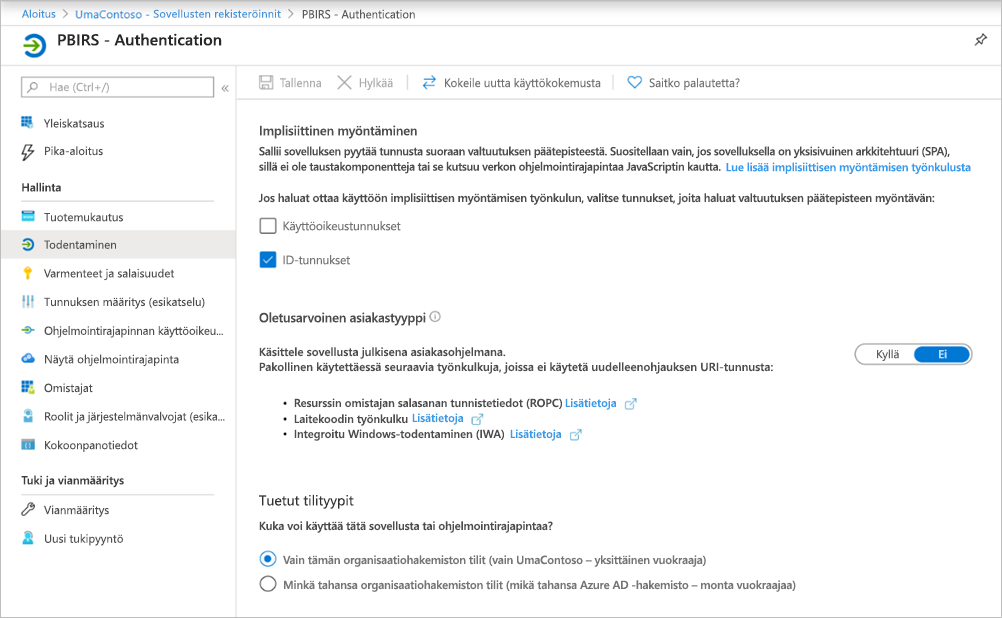 Aloitus > UmaContoso - Sovellusten rekisteröinnit > PBIRS - Authentication
PBIRS - Authentication
Hae (Ctrl+/)
«
Yleiskatsaus
Pika-aloitus
Hallinta
Tuotemukautus
Todentaminen
Varmenteet ja salaisuudet
Tunnuksen määritys (esikatselu)
Ohjelmointirajapinnan käyttöoikeu...
Näytä ohjelmointirajapinta
Omistajat
Roolit ja järjestelmänvalvojat (esika...
Kokoonpanotiedot
Tuki ja vianmääritys
Vianmääritys
Uusi tukipyyntö
Tallenna
Hylkää
Kokeile uutta käyttökokemusta
Saitko palautetta?
Implisiittinen myöntäminen
Sallii sovelluksen pyytää tunnusta suoraan valtuutuksen päätepisteestä. Suositellaan vain, jos sovelluksella on yksisivuinen arkkitehtuuri (SPA),
sillä ei ole taustakomponentteja tai se kutsuu verkon ohjelmointirajapintaa JavaScriptin kautta. Lue lisää implisiittisen myöntämisen työnkulusta
Jos haluat ottaa käyttöön implisiittisen myöntämisen työnkulun, valitse tunnukset, joita haluat valtuutuksen päätepisteen myöntävän:
Käyttöoikeustunnukset
ID-tunnukset
Oletusarvoinen asiakastyyppi
Käsittele sovellusta julkisena asiakasohjelmana.
Pakollinen käytettäessä seuraavia työnkulkuja, joissa ei käytetä uudelleenohjauksen URI-tunnusta:
Kyllä Ei
• Resurssin omistajan salasanan tunnistetiedot (ROPC) Lisätietoja
• Laitekoodin työnkulku Lisätietoja
• Integroitu Windows-todentaminen (IWA) Lisätietoja
Tuetut tilityypit
Kuka voi käyttää tätä sovellusta tai ohjelmointirajapintaa?
Vain tämän organisaatiohakemiston tilit (vain UmaContoso – yksittäinen vuokraaja)
Minkä tahansa organisaatiohakemiston tilit (mikä tahansa Azure AD -hakemisto – monta vuokraajaa)